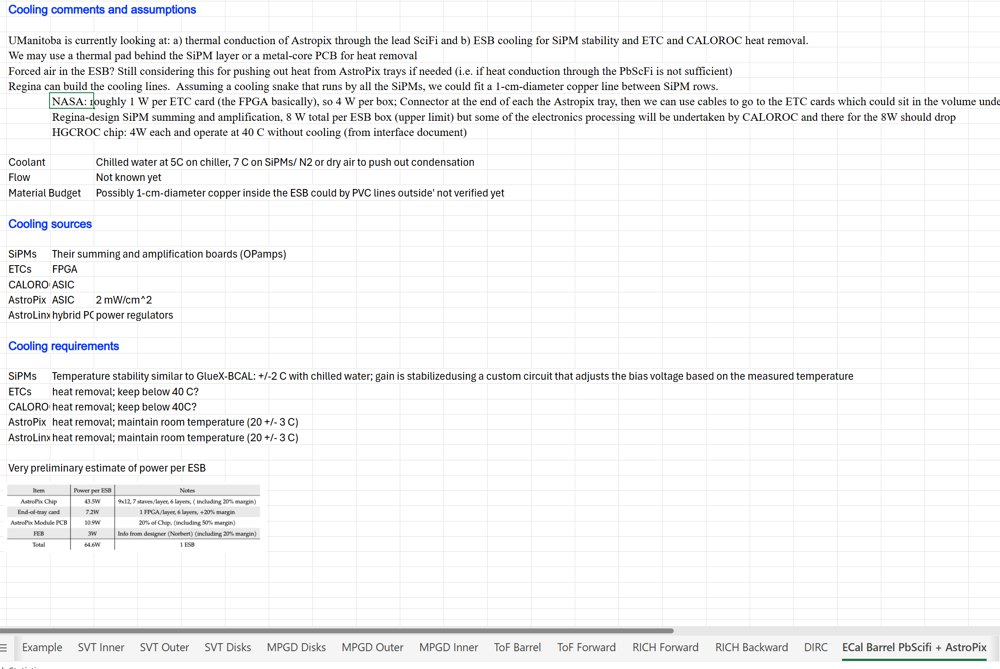 Cooling comments and assumptions
UManitoba is currently looking at: a) thermal conduction of Astropix through the lead SciFi and b) ESB cooling for SiPM stability and ETC and CALOROC heat removal.
We may use a thermal pad behind the SiPM layer or a metal-core PCB for heat removal
Forced air in the ESB? Still considering this for pushing out heat from AstroPix trays if needed (i.e. if heat conduction through the PbScFi is not sufficient)
Regina can build the cooling lines.  Assuming a cooling snake that runs by all the SiPMs, we could fit a 1-cm-diameter copper line between SiPM rows.
NASA: roughly 1 W per ETC card (the FPGA basically), so 4 W per box; Connector at the end of each the Astropix tray, then we can use cables to go to the ETC cards which could sit in the volume unde
Regina-design SiPM summing and amplification, 8 W total per ESB box (upper limit) but some of the electronics processing will be undertaken by CALOROC and there for the 8W should drop
HGCROC chip: 4W each and operate at 40 C without cooling (from interface document)
Coolant Chilled water at 5C on chiller, 7 C on SiPMs/ N2 or dry air to push out condensation
Flow Not known yet
Material Budget Possibly 1-cm-diameter copper inside the ESB could by PVC lines outside' not verified yet
Cooling sources
SiPMs Their summing and amplification boards (OPamps)
ETCs FPGA
CALORO ASIC
AstroPix ASIC 2 mW/cm^2
AstroLinx hybrid PC power regulators
Cooling requirements
SiPMs Temperature stability similar to GlueX-BCAL: +/-2 C with chilled water; gain is stabilizedusing a custom circuit that adjusts the bias voltage based on the measured temperature
ETCs heat removal; keep below 40 C?
CALORO heat removal; keep below 40C?
AstroPix heat removal; maintain room temperature (20 +/- 3 C)
AstroLinx heat removal; maintain room temperature (20 +/- 3 C)
Very preliminary estimate of power per ESB
Item Power per ESB Notes
AstroPix Chip 43.5W 9x12, 7 staves/layer, 6 layers, ( including 20% margin)
End-of-tray card 7.2W 1 FPGA/layer, 6 layers, +20% margin
AstroPix Module PCB 10.9W 20% of Chip, (including 50% margin)
FEB 3W Info from designer (Norbert) (including 20% margin)
Total 64.6W 1 ESB
Example SVT Inner SVT Outer SVT Disks MPGD Disks MPGD Outer MPGD Inner ToF Barrel ToF Forward RICH Forward RICH Backward DIRC ECal Barrel PbScifi + AstroPix